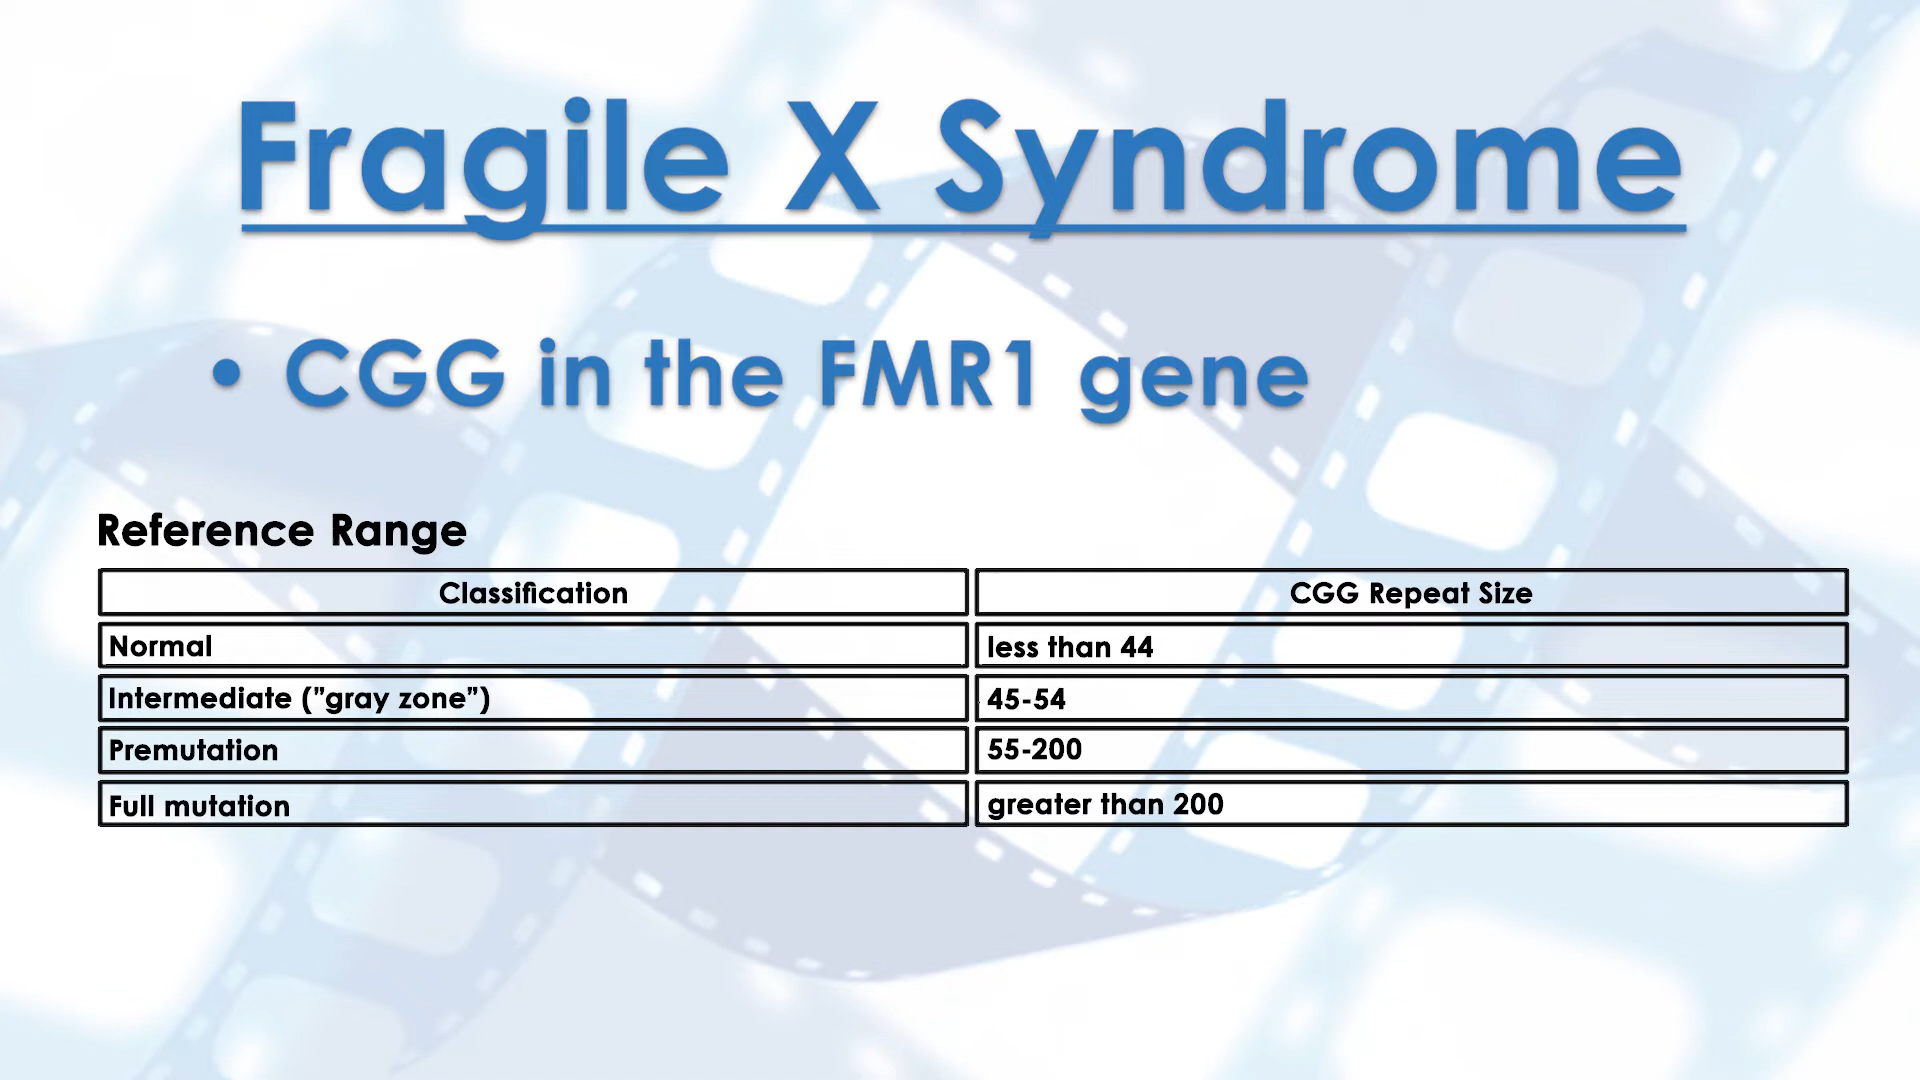 Fragile X Syndrome
• CGG in the FMR1 gene
Reference Range
Classification CGG Repeat Size
Normal less than 44
Intermediate ("gray zone") 45-54
Premutation 55-200
Full mutation greater than 200